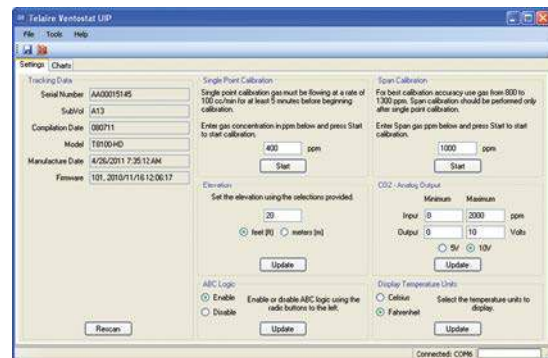 Telaire Ventostat UIP
File Tools Help
Settings Charts
Tracking Data
Serial Number AA00015145
SubVol A13
Compilation Date 080711
Model T8100-HD
Manufacture Date 4/26/2011 7:35:12 AM
Firmware 101, 2010/11/16 12:06:17
Rescan
Single Point Calibration
Single point calibration gas must be flowing at a rate of
100 cc/min for at least 5 minutes before beginning
calibration.
Enter gas concentration in ppm below and press Start
to start calibration.
400 ppm
Start
Elevation
Set the elevation using the selections provided.
20
feet (ft) meters (m)
Update
ABC Logic
Enable
Disable
Enable or disable ABC logic using the
radio buttons to the left.
Update
Span Calibration
For best calibration accuracy use gas from 800 to
1300 ppm. Span calibration should be performed only
after single point calibration.
Enter Span gas ppm below and press Start to start
calibration.
1000 ppm
Start
CO2 - Analog Output
Minimum Maximum
Input 0 2000 ppm
Output 0 10 Volts
5V 10V
Update
Display Temperature Units
Celsius
Fahrenheit
Select the temperature units to
display.
Update
Connected: COM6